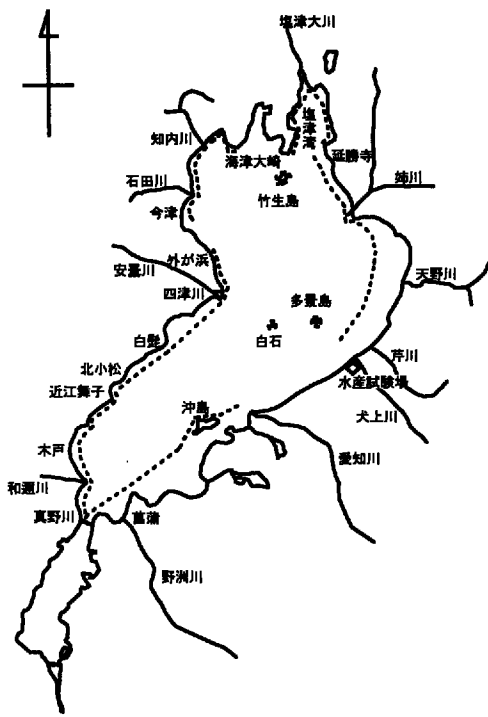 塩津大川
塩津湾
知内川
海津大崎
延勝寺
石田川
竹生島
姉川
今津
外が浜
安曇川
天野川
四津川
多景島
白髭
白石
芹川
北小松
水産試験場
近江舞子
犬上川
沖島
木戸
愛知川
和邇川
真野川
菖蒲
野洲川